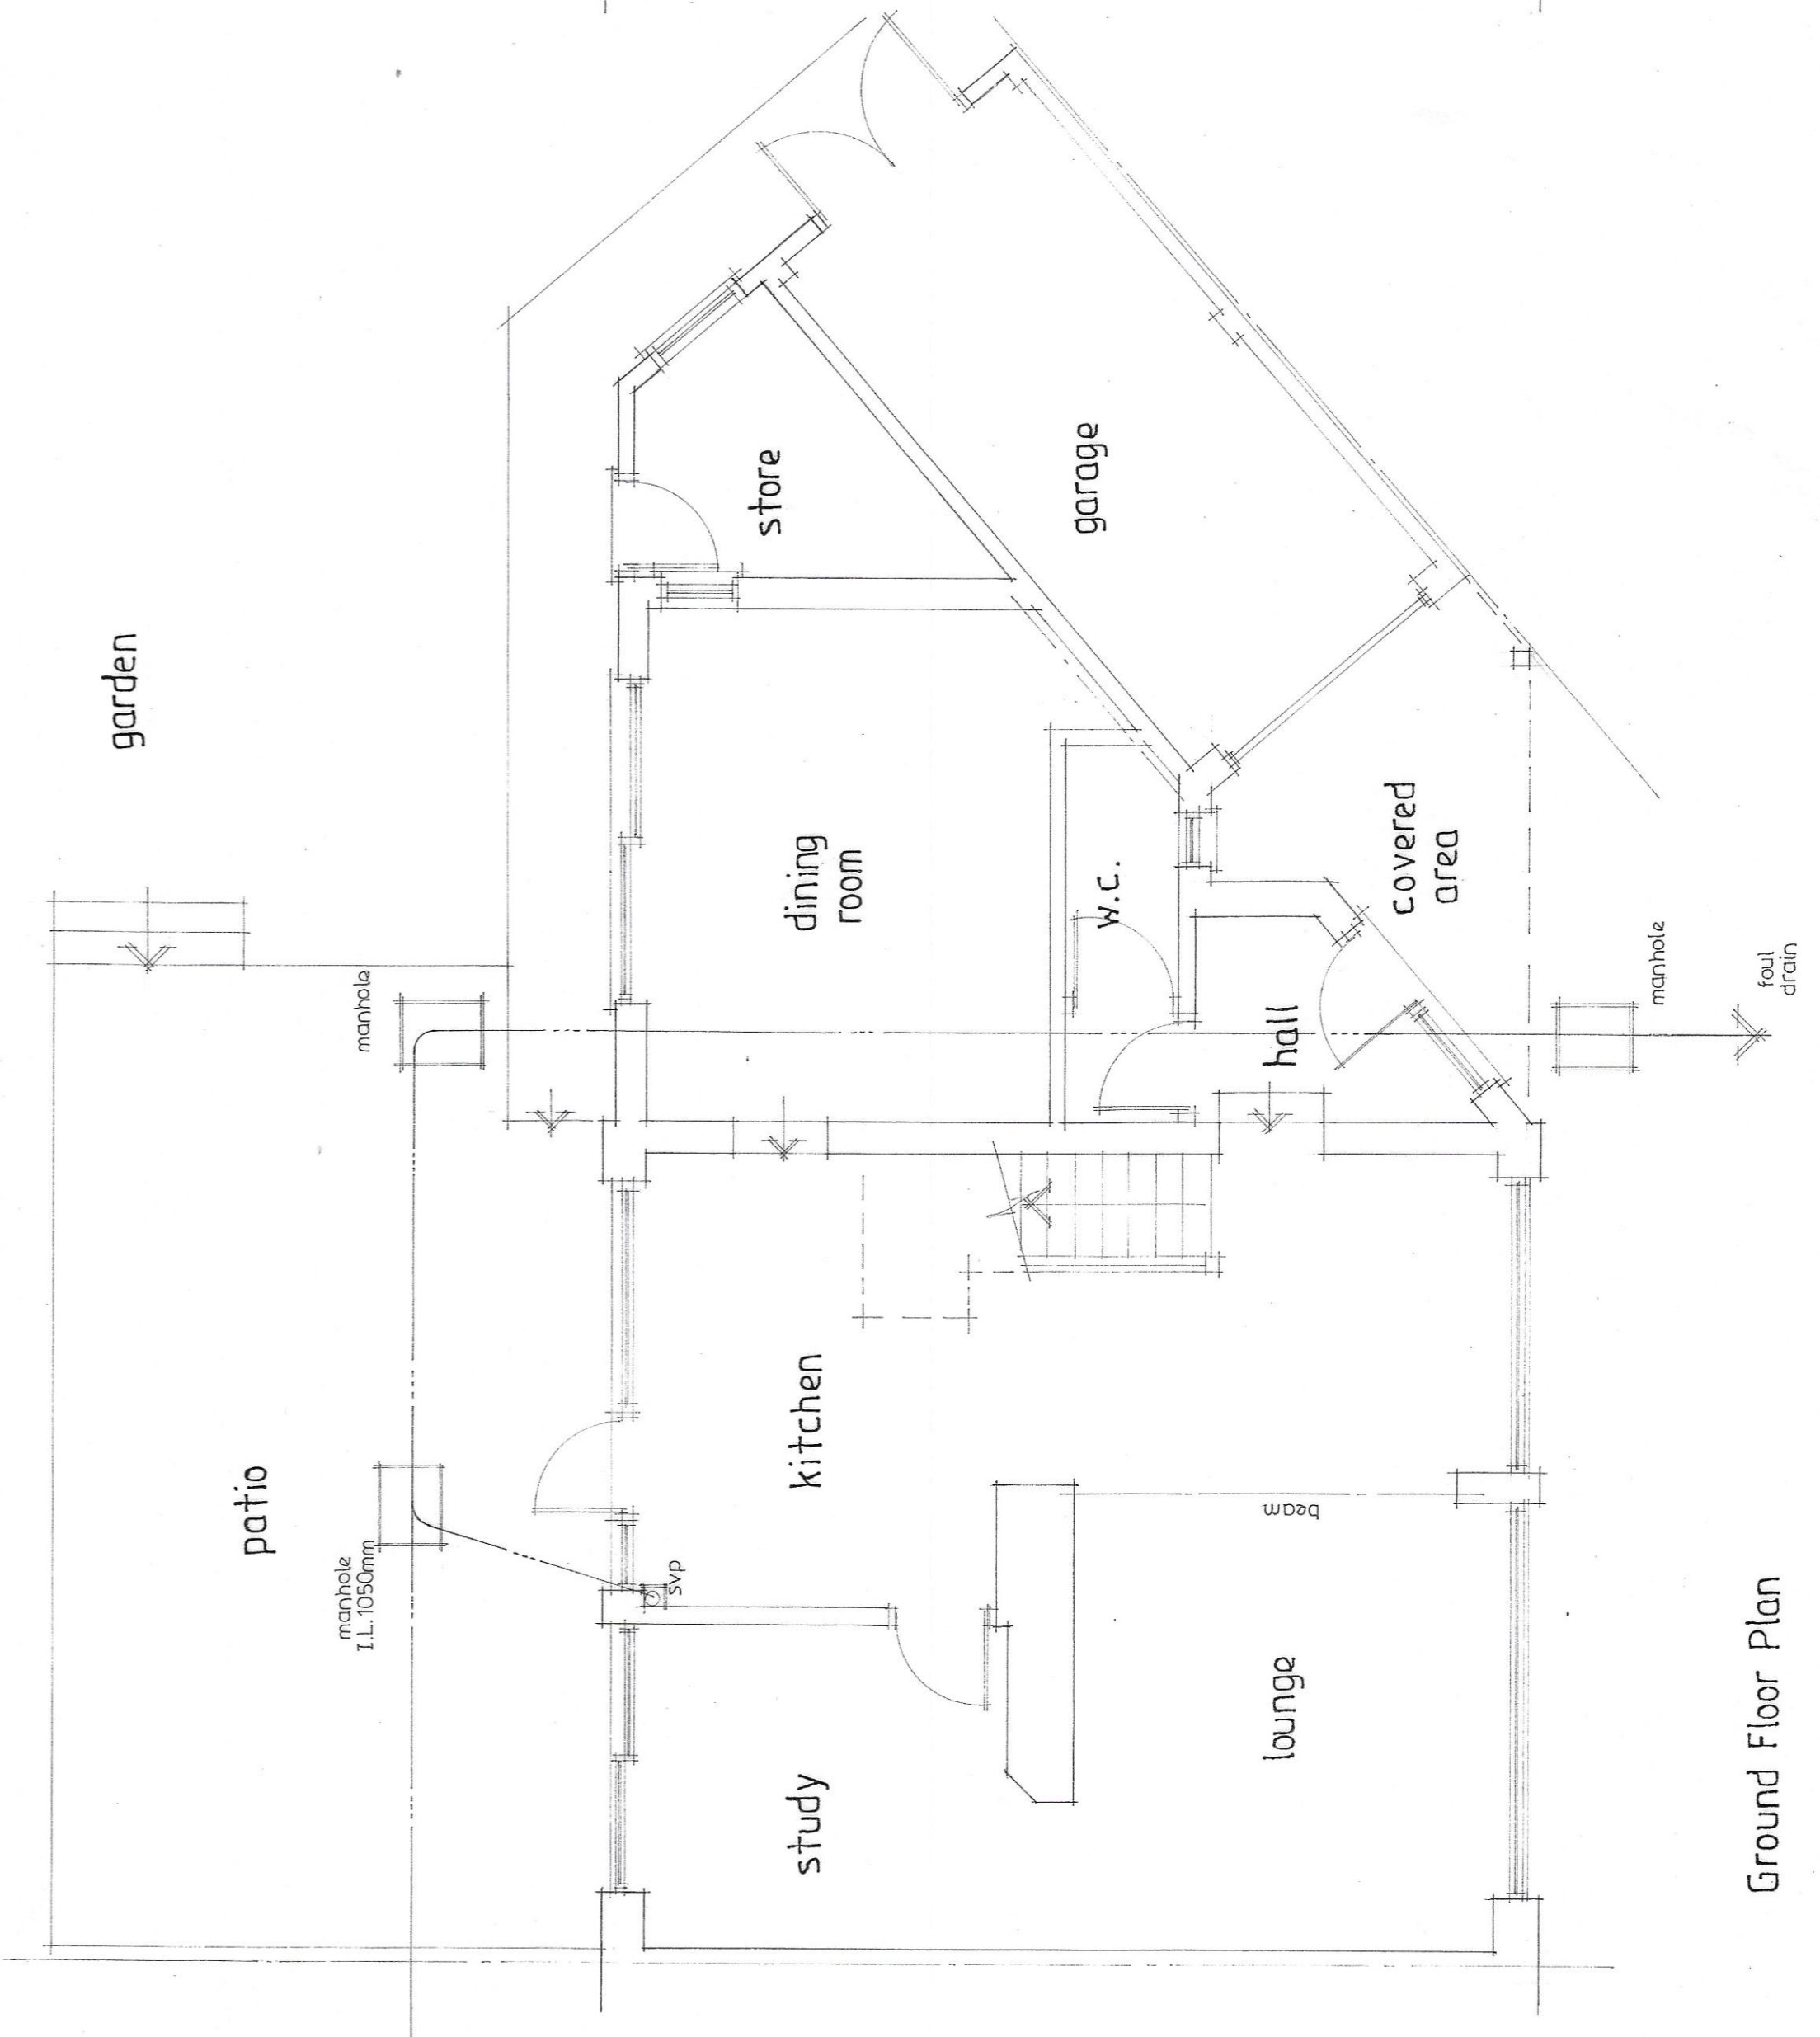 garden
patio
manhole
manhole
I.L.1050mm
store
garage
dining
room
w.c.
covered
area
kitchen
hall
svp
study
lounge
beam
manhole
foul
drain
Ground Floor Plan